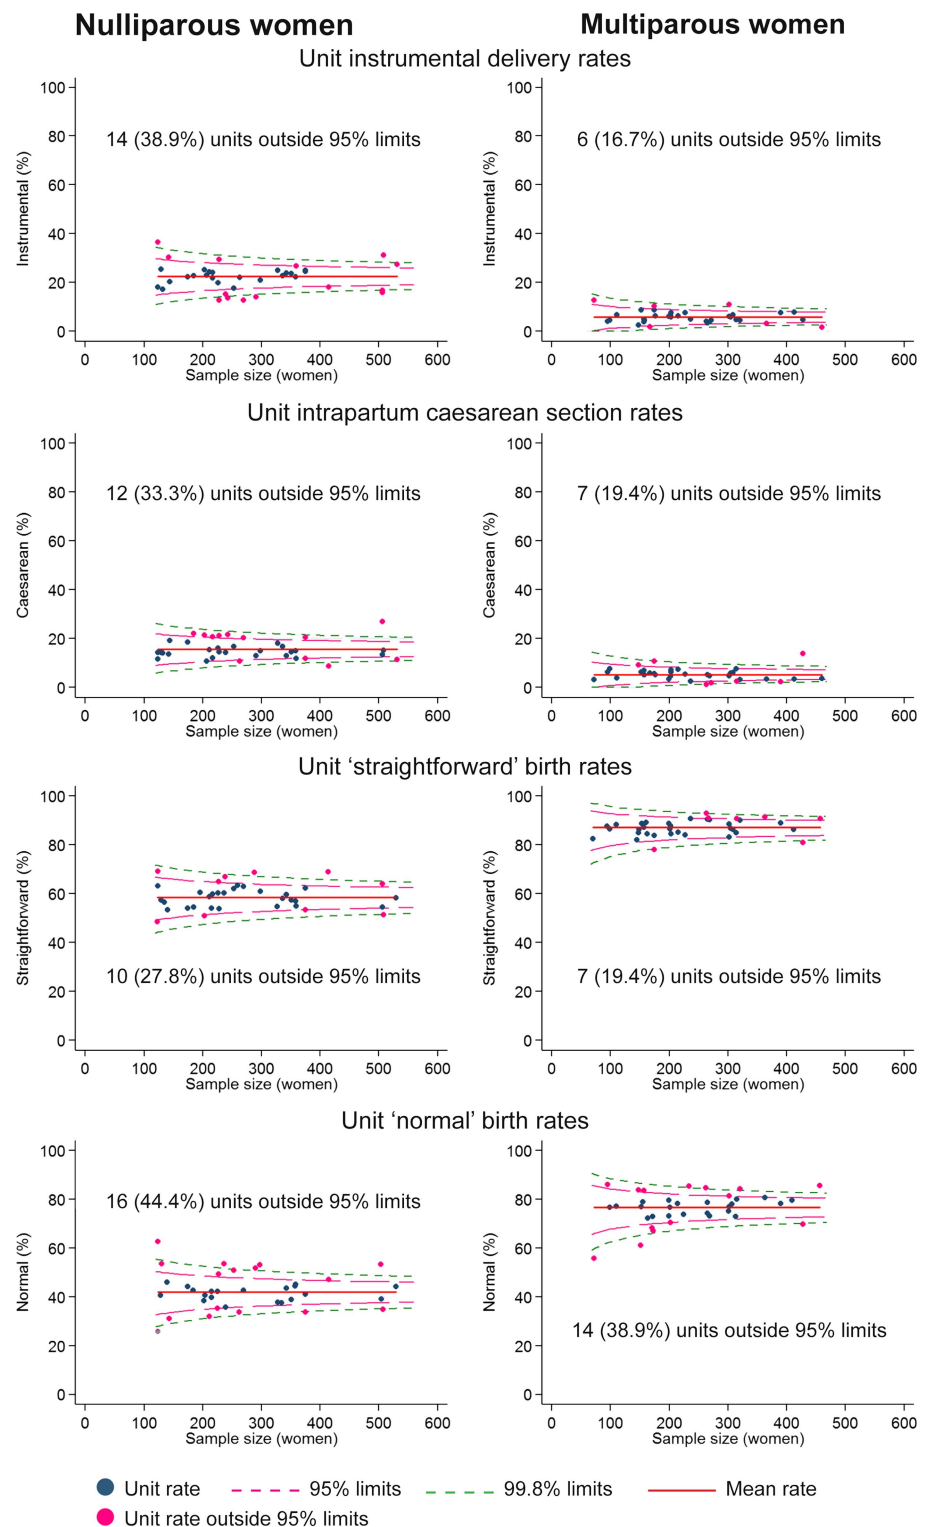 Nulliparous women Multiparous women
Unit instrumental delivery rates
100 80 60 40 20 0
Instrumental (%)
14 (38.9%) units outside 95% limits
0 100 200 300 400 500 600
Sample size (women)
100 80 60 40 20 0
Instrumental (%)
6 (16.7%) units outside 95% limits
0 100 200 300 400 500 600
Sample size (women)
Unit intrapartum caesarean section rates
100 80 60 40 20 0
Caesarean (%)
12 (33.3%) units outside 95% limits
0 100 200 300 400 500 600
Sample size (women)
100 80 60 40 20 0
Caesarean (%)
7 (19.4%) units outside 95% limits
0 100 200 300 400 500 600
Sample size (women)
Unit ‘straightforward’ birth rates
100 80 60 40 20 0
Straightforward (%)
10 (27.8%) units outside 95% limits
0 100 200 300 400 500 600
Sample size (women)
100 80 60 40 20 0
Straightforward (%)
7 (19.4%) units outside 95% limits
0 100 200 300 400 500 600
Sample size (women)
Unit ‘normal’ birth rates
100 80 60 40 20 0
Normal (%)
16 (44.4%) units outside 95% limits
0 100 200 300 400 500 600
Sample size (women)
100 80 60 40 20 0
Normal (%)
14 (38.9%) units outside 95% limits
0 100 200 300 400 500 600
Sample size (women)
Unit rate 95% limits 99.8% limits Mean rate
Unit rate outside 95% limits